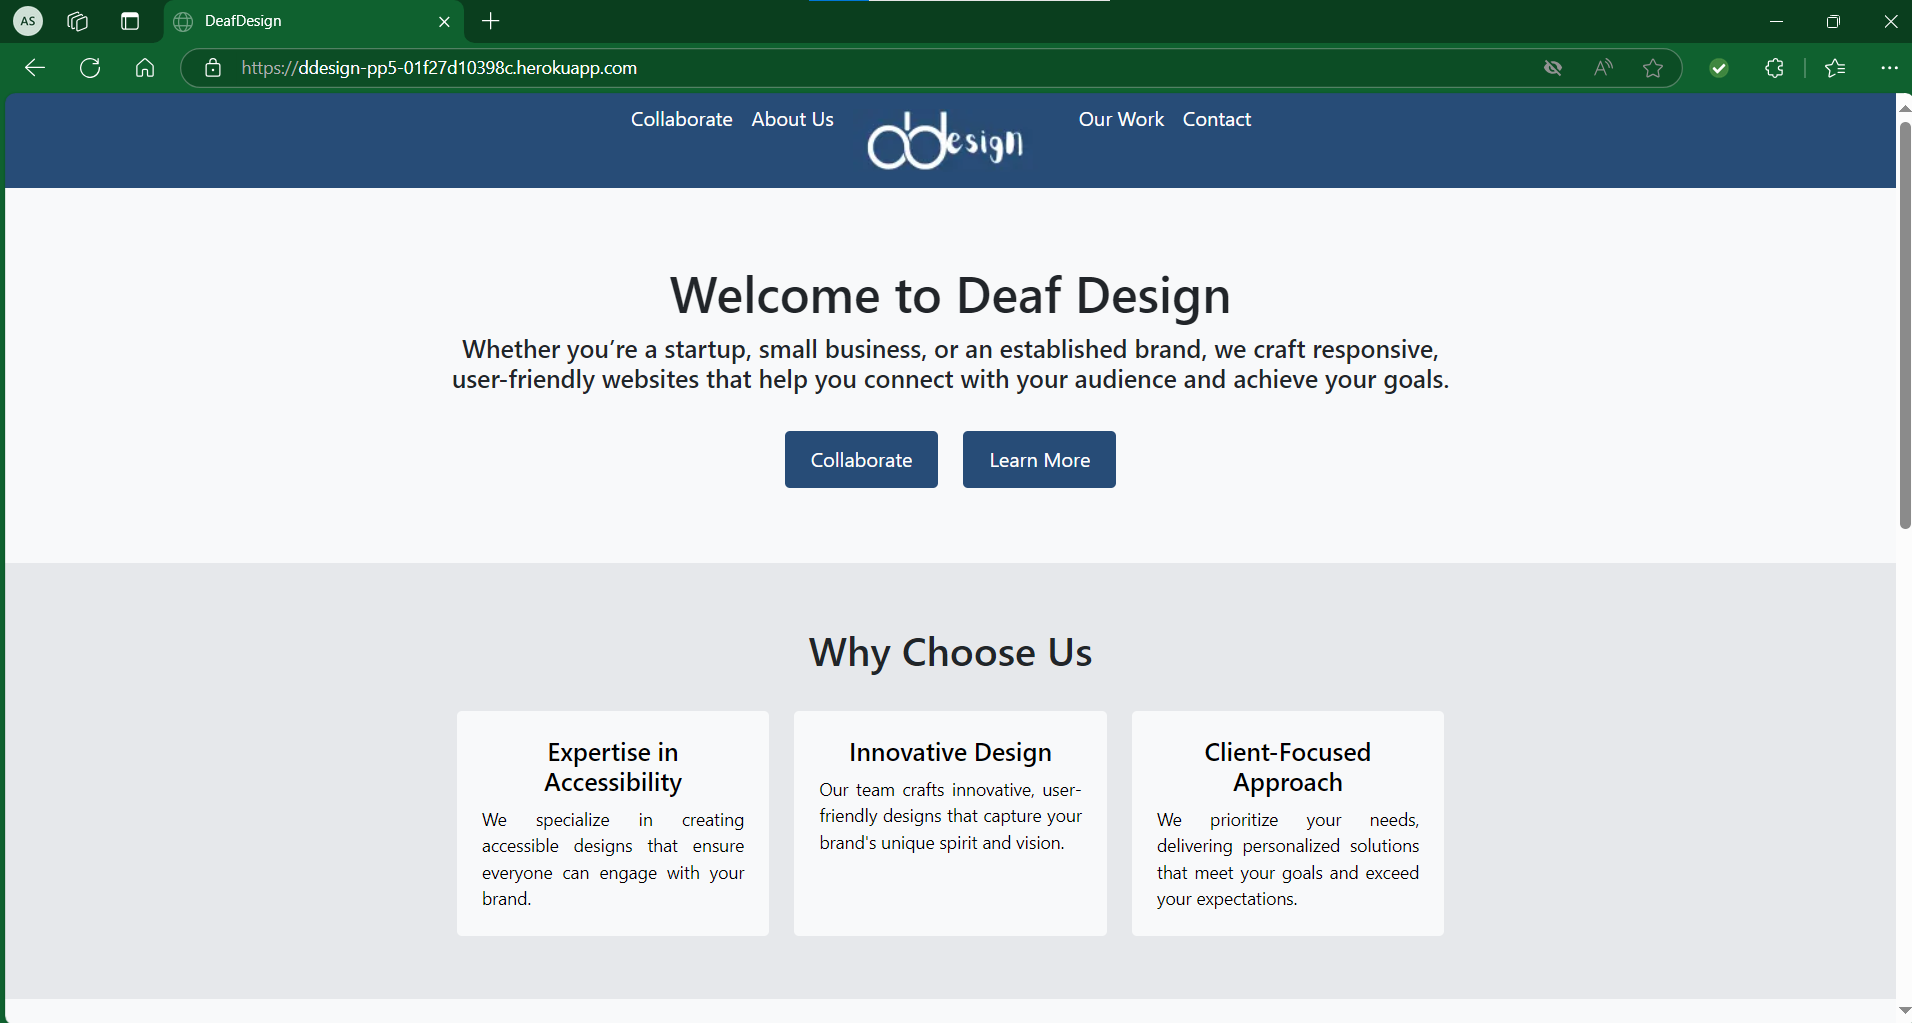 AS
DeafDesign
https://ddesign-pp5-01f27d10398c.herokuapp.com
Collaborate About Us ddesign Our Work Contact
Welcome to Deaf Design
Whether you’re a startup, small business, or an established brand, we craft responsive,
user-friendly websites that help you connect with your audience and achieve your goals.
Collaborate Learn More
Why Choose Us
Expertise in
Accessibility
We specialize in creating
accessible designs that ensure
everyone can engage with your
brand.
Innovative Design
Our team crafts innovative, user-
friendly designs that capture your
brand's unique spirit and vision.
Client-Focused
Approach
We prioritize your needs,
delivering personalized solutions
that meet your goals and exceed
your expectations.